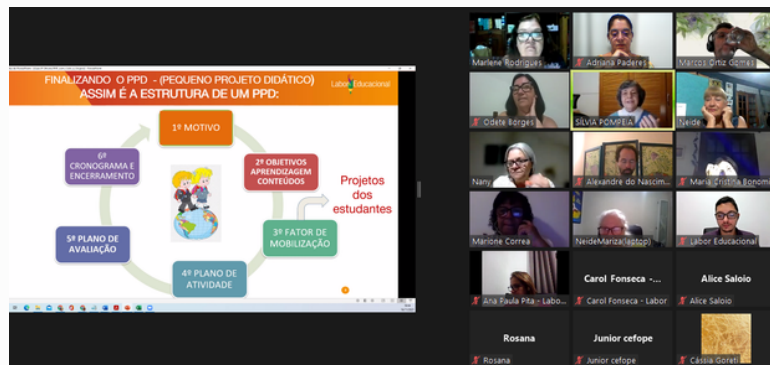 FINALIZANDO O PPD - (PEQUENO PROJETO DIDÁTICO)
ASSIM É A ESTRUTURA DE UM PPD:
Labor Educacional
1º MOTIVO
2º OBJETIVOS
APRENDIZAGEM
CONTEÚDOS
3º FATOR DE
MOBILIZAÇÃO
Projetos
dos
estudantes
4º PLANO DE
ATIVIDADE
5º PLANO DE
AVALIAÇÃO
6º
CRONOGRAMA E
ENCERRAMENTO
Marlene Rodrigues
Adriana Paderes
Marcos Ortiz Gomes
Odete Borges
SILVIA POMPEIA
Neide
Nany
Alexandre do Nascim...
Maria Cristina Bonomi
Marione Correa
NeideMariza(laptop)
Labor Educacional
Ana Paula Pita - Labo...
Carol Fonseca -...
Carol Fonseca - Labor
Alice Saloio
Alice Saloio
Rosana
Rosana
Junior cefope
Junior cefope
Cássia Goreti